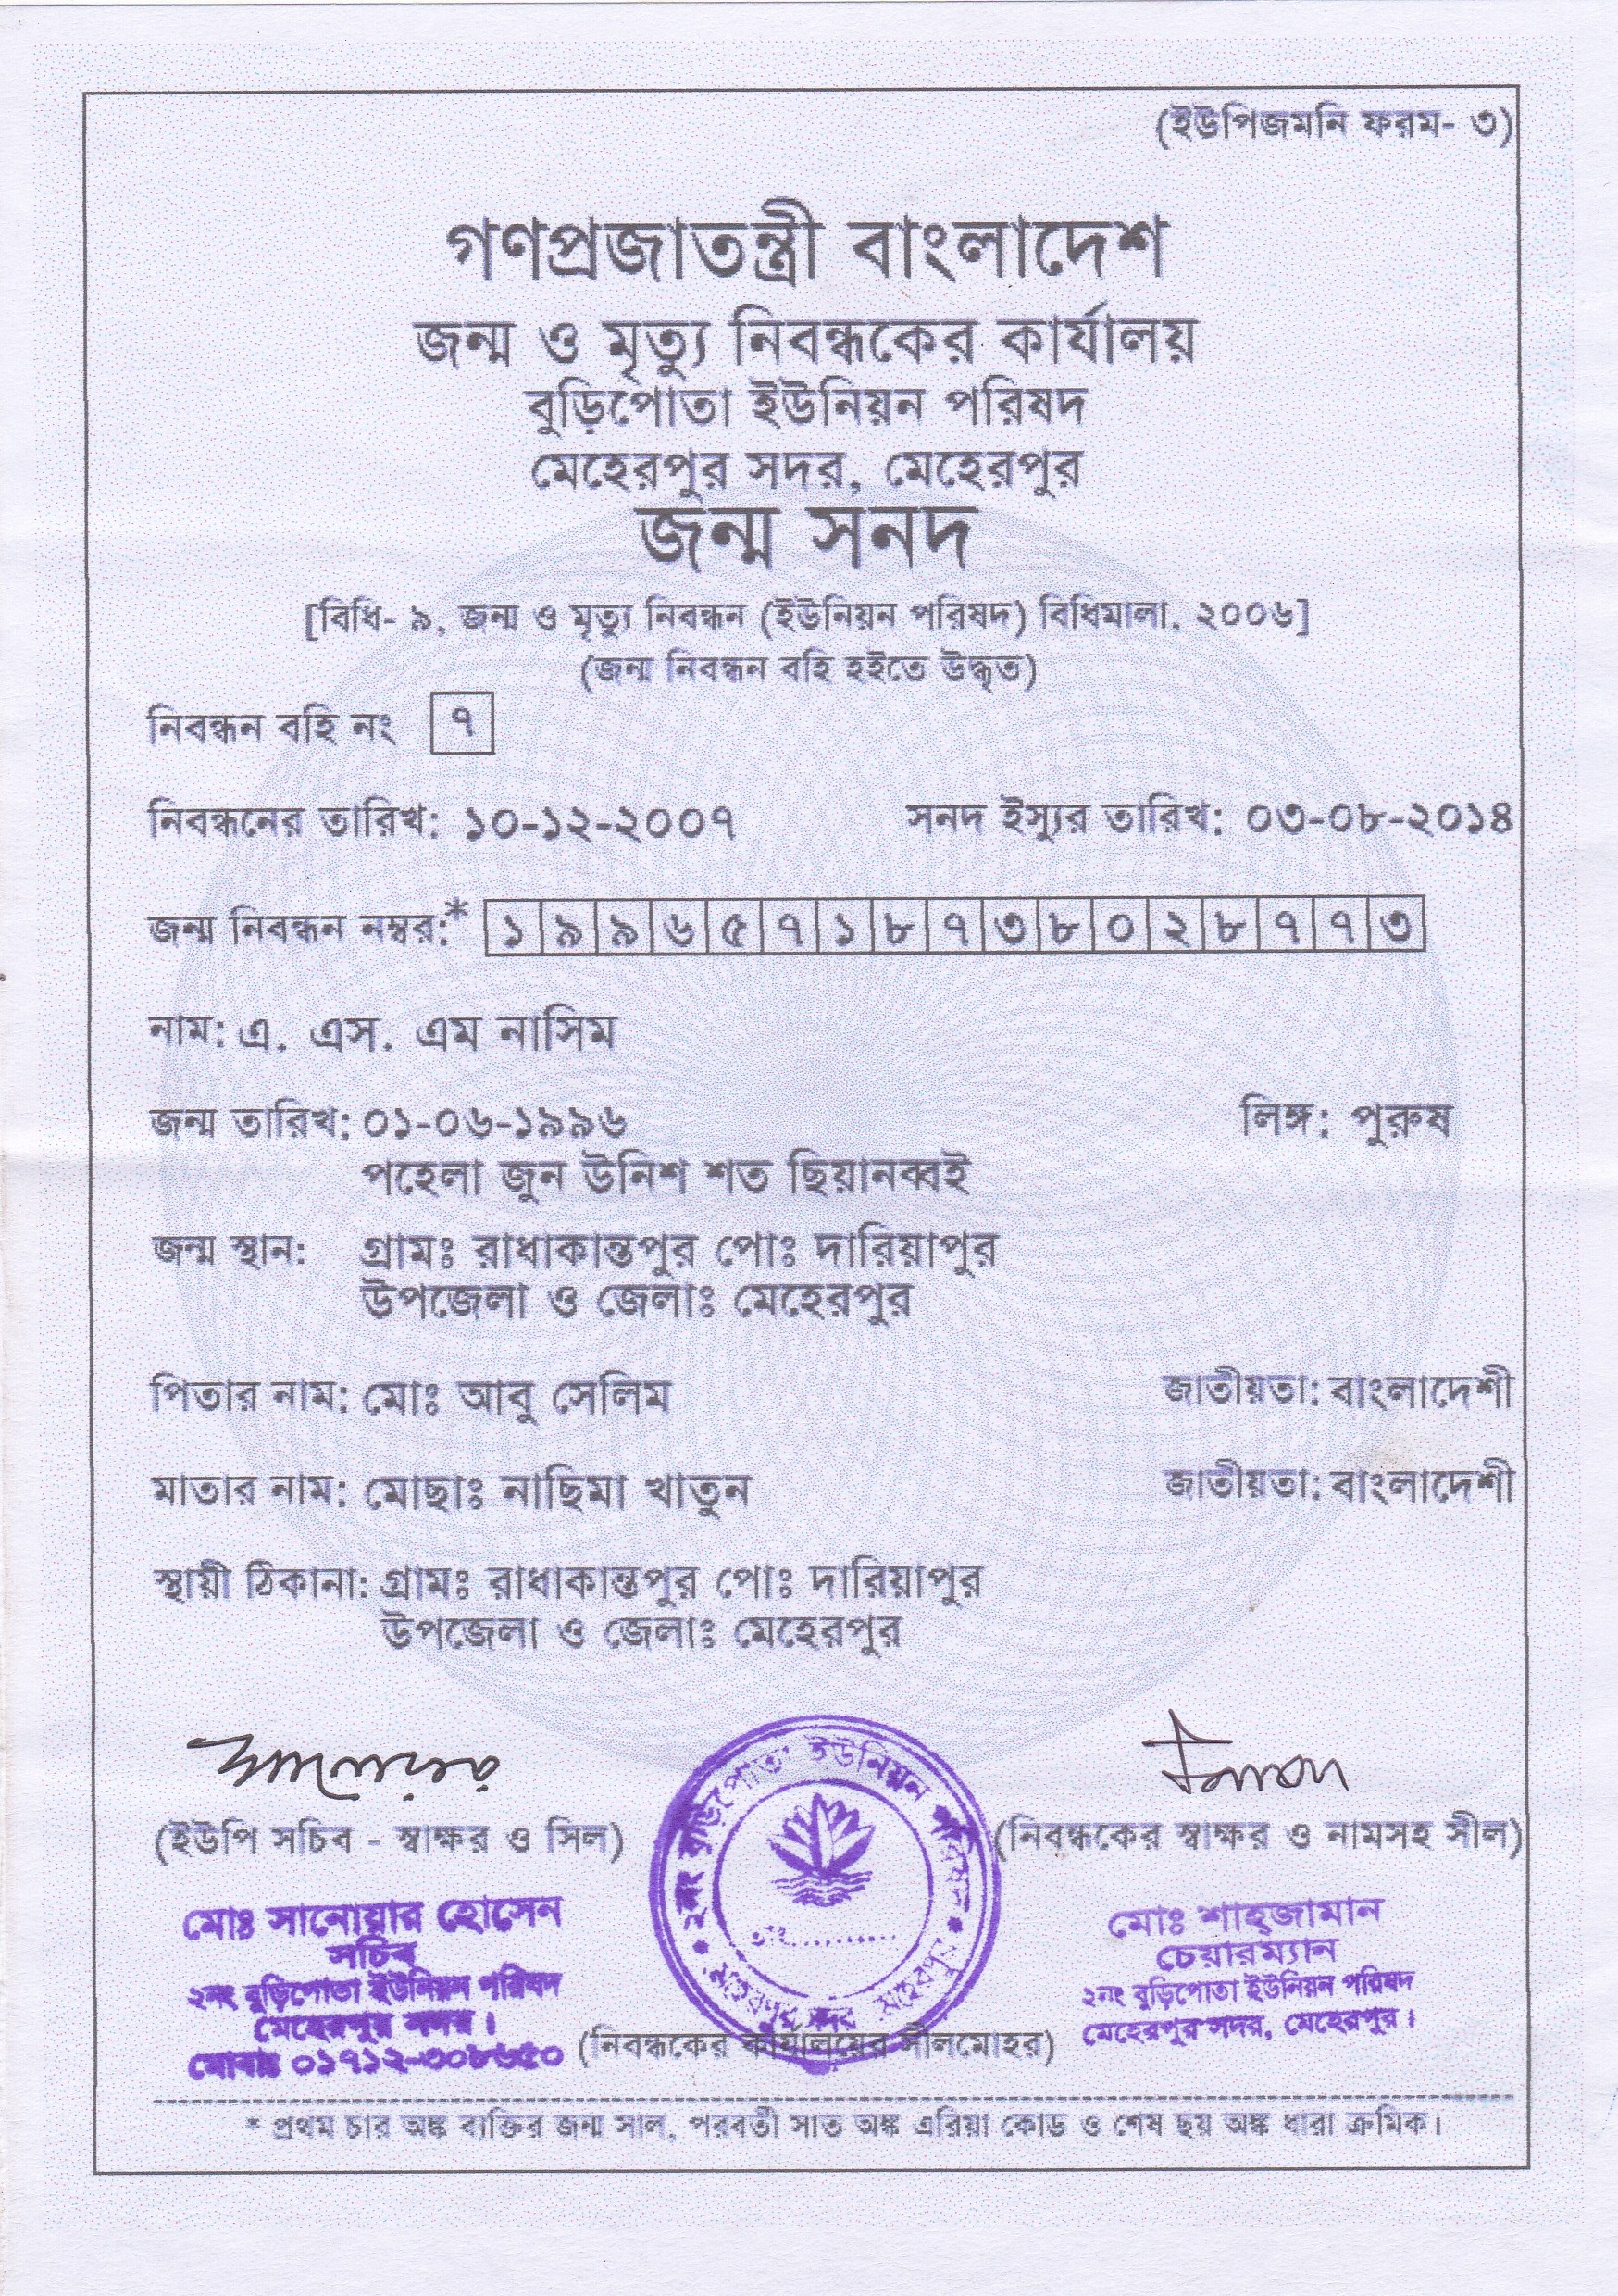 (ইউপিজমনি ফরম- ৩)
গণপ্রজাতন্ত্রী বাংলাদেশ
জন্ম ও মৃত্যু নিবন্ধকের কার্যালয়
বুড়িপোতা ইউনিয়ন পরিষদ
মেহেরপুর সদর, মেহেরপুর
জন্ম সনদ
[বিধি- ৯, জন্ম ও মৃত্যু নিবন্ধন (ইউনিয়ন পরিষদ) বিধিমালা, ২০০৬]
(জন্ম নিবন্ধন বহি হইতে উদ্ধৃত)
নিবন্ধন বহি নং ৭
নিবন্ধনের তারিখ: ১০-১২-২০০৭ সনদ ইস্যুর তারিখ: ০৩-০৮-২০১৪
জন্ম নিবন্ধন নম্বর:* ১৯৯৬৫৭১৮৭৩৮০২৮৭৭৩
নাম: এ. এস. এম নাসিম
জন্ম তারিখ: ০১-০৬-১৯৯৬ লিঙ্গ: পুরুষ
পহেলা জুন উনিশ শত ছিয়ানব্বই
জন্ম স্থান: গ্রামঃ রাধাকান্তপুর পোঃ দারিয়াপুর
উপজেলা ও জেলাঃ মেহেরপুর
পিতার নাম: মোঃ আবু সেলিম জাতীয়তা: বাংলাদেশী
মাতার নাম: মোছাঃ নাছিমা খাতুন জাতীয়তা: বাংলাদেশী
স্থায়ী ঠিকানা: গ্রামঃ রাধাকান্তপুর পোঃ দারিয়াপুর
উপজেলা ও জেলাঃ মেহেরপুর
(ইউপি সচিব - স্বাক্ষর ও সিল)
মোঃ সানোয়ার হোসেন
সচিব
২নং বুড়িপোতা ইউনিয়ন পরিষদ
মেহেরপুর সদর।
মোবাঃ
২নং বুড়িপোতা ইউনিয়ন পরিষদ
মেহেরপুর সদর মেহেরপুর
(নিবন্ধকের কার্যালয়ের সীলমোহর)
(নিবন্ধকের স্বাক্ষর ও নামসহ সীল)
মোঃ শাহ্জামান
চেয়ারম্যান
২নং বুড়িপোতা ইউনিয়ন পরিষদ
মেহেরপুর সদর, মেহেরপুর।
* প্রথম চার অঙ্ক ব্যক্তির জন্ম সাল, পরবর্তী সাত অঙ্ক এরিয়া কোড ও শেষ ছয় অঙ্ক ধারা ক্রমিক।